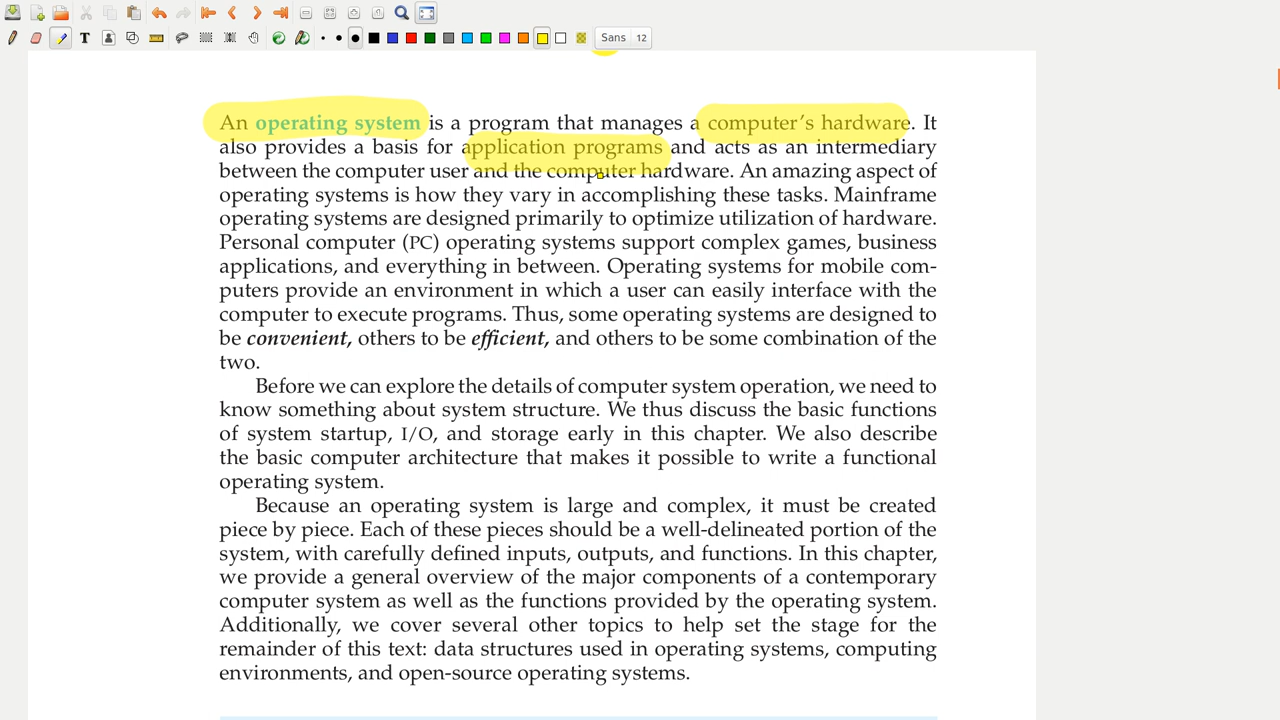 T
Sans 12
An operating system is a program that manages a computer's hardware. It
also provides a basis for application programs and acts as an intermediary
between the computer user and the computer hardware. An amazing aspect of
operating systems is how they vary in accomplishing these tasks. Mainframe
operating systems are designed primarily to optimize utilization of hardware.
Personal computer (PC) operating systems support complex games, business
applications, and everything in between. Operating systems for mobile com-
puters provide an environment in which a user can easily interface with the
computer to execute programs. Thus, some operating systems are designed to
be convenient, others to be efficient, and others to be some combination of the
two.
Before we can explore the details of computer system operation, we need to
know something about system structure. We thus discuss the basic functions
of system startup, I/O, and storage early in this chapter. We also describe
the basic computer architecture that makes it possible to write a functional
operating system.
Because an operating system is large and complex, it must be created
piece by piece. Each of these pieces should be a well-delineated portion of the
system, with carefully defined inputs, outputs, and functions. In this chapter,
we provide a general overview of the major components of a contemporary
computer system as well as the functions provided by the operating system.
Additionally, we cover several other topics to help set the stage for the
remainder of this text: data structures used in operating systems, computing
environments, and open-source operating systems.